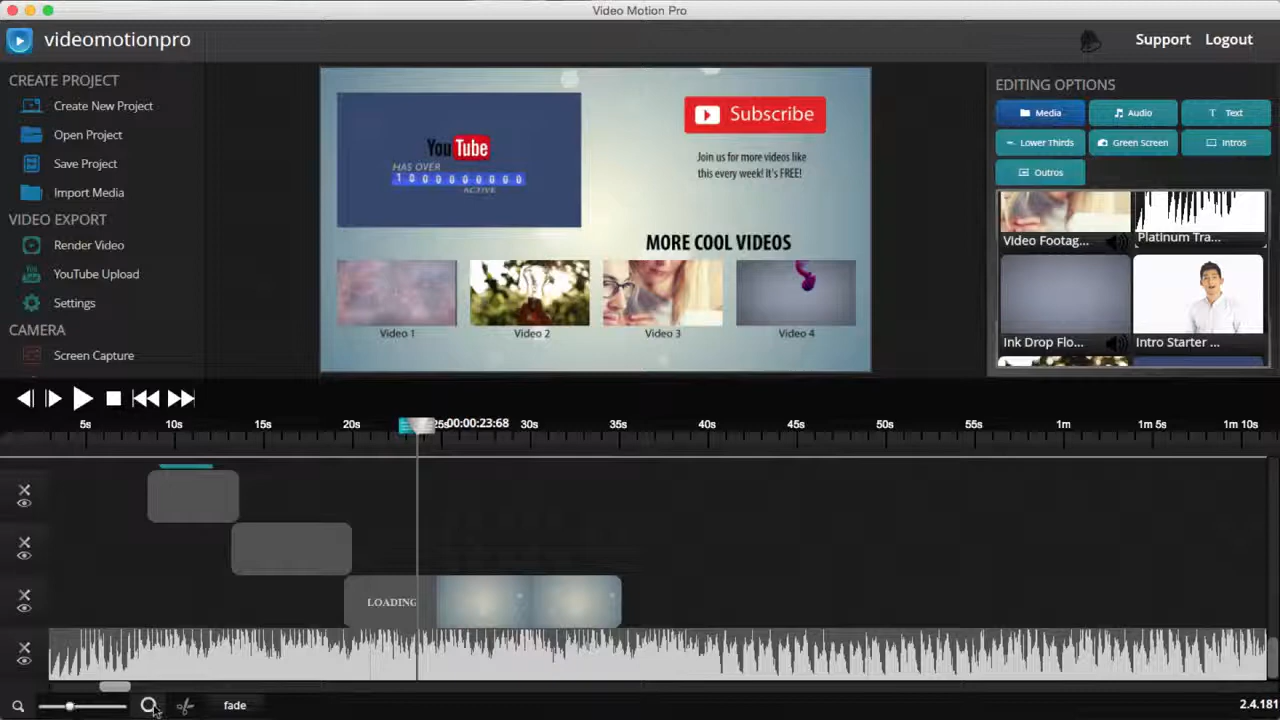 Video Motion Pro
videomotionpro
Support Logout
CREATE PROJECT
Create New Project
Open Project
Save Project
Import Media
VIDEO EXPORT
Render Video
YouTube Upload
Settings
CAMERA
Screen Capture
YouTube
HAS OVER
1 0 0 0 0 0 0 0 0 0
ACTIVE
Subscribe
Join us for more videos like
this every week! It's FREE!
MORE COOL VIDEOS
Video 1 Video 2 Video 3 Video 4
EDITING OPTIONS
Media Audio Text
Lower Thirds Green Screen Intros
Outros
Video Footag... Platinum Tra...
Ink Drop Flo... Intro Starter ...
5s 10s 15s 20s 25s 00:00:23:68 30s 35s 40s 45s 50s 55s 1m 1m 5s 1m 10s
LOADING
fade
2.4.181